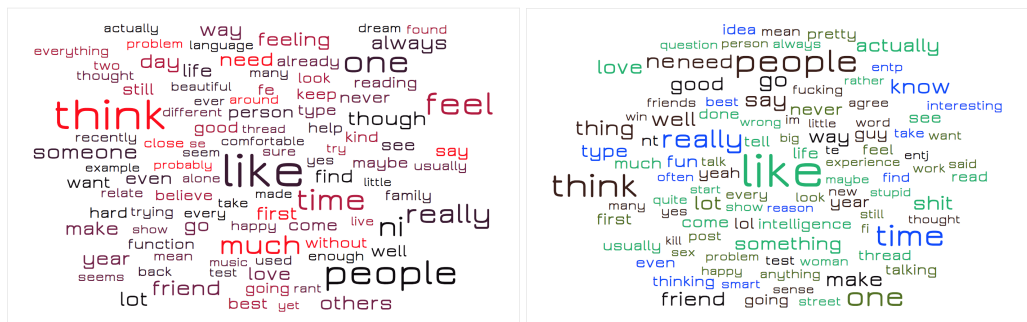 actually way dream found
problem language feeling always
everything day need already one
two life many look reading
thought still beautiful fe keep never
think ever around person type though feel
different good thread help kind see
recently close se comfortable try say
someone seem sure yes maybe usually
example probably like find little
want even alone made time family
relate believe take first live really
hard trying every happy come ni
make show go much without well
function mean music used enough people
year back test love going rant
seems friend best yet others
lot
idea mean pretty
question person always actually
love ne need people rather entp
good go fucking know
friends best say never agree interesting
win well done wrong im little word see
thing nt really tell big way guy take want
type much fun talk life te feel entj
think often yeah like experience work said
start maybe find read
many quite lot every look new stupid
first yes show reason year shit
come lol intelligence still fi thought
usually kill post something time
even sex problem test woman thread
thinking happy anything make talking
smart sense
friend going street one